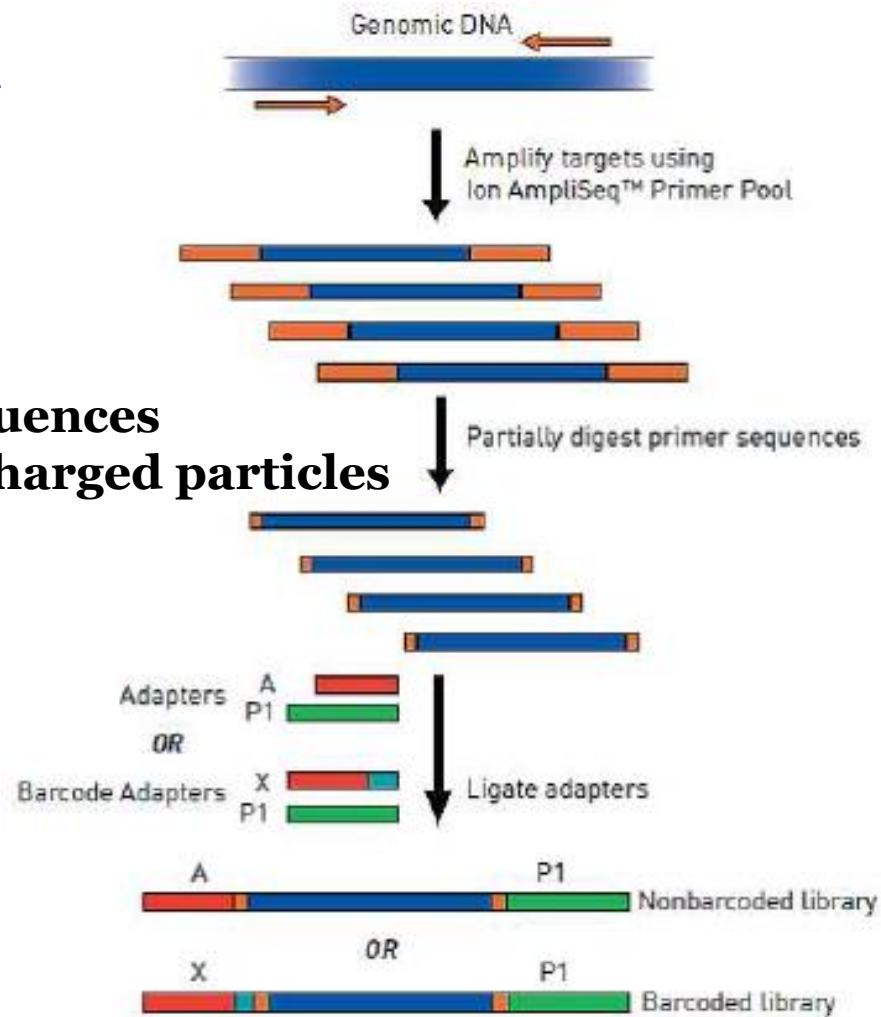 Genomic DNA
Amplify targets using
Ion AmpliSeq™ Primer Pool
uences
harged particles
Partially digest primer sequences
Adapters
A
P1
OR
Barcode Adapters
X
P1
Ligate adapters
A
P1
Nonbarcoded library
OR
X
P1
Barcoded library